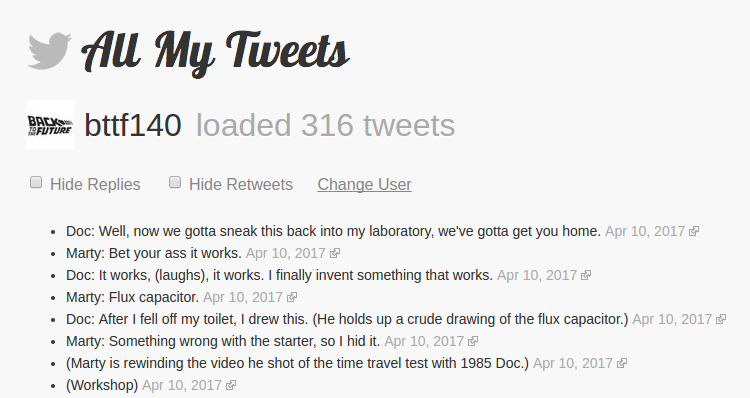 All My Tweets
BACK TO THE FUTURE
bttf140 loaded 316 tweets
Hide Replies Hide Retweets Change User
• Doc: Well, now we gotta sneak this back into my laboratory, we've gotta get you home. Apr 10, 2017
• Marty: Bet your ass it works. Apr 10, 2017
• Doc: It works, (laughs), it works. I finally invent something that works. Apr 10, 2017
• Marty: Flux capacitor. Apr 10, 2017
• Doc: After I fell off my toilet, I drew this. (He holds up a crude drawing of the flux capacitor.) Apr 10, 2017
• Marty: Something wrong with the starter, so I hid it. Apr 10, 2017
• (Marty is rewinding the video he shot of the time travel test with 1985 Doc.) Apr 10, 2017
• (Workshop) Apr 10, 2017